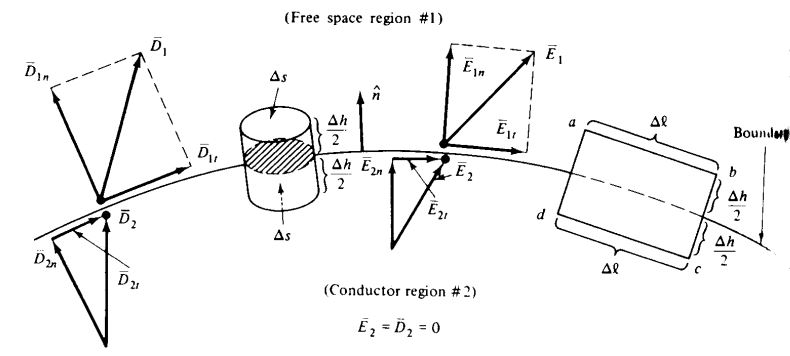 (Free space region #1)
D̄₁
D̄₁ₙ
D̄₁ₜ
Δs
Δh
2
Δh
2
Δs
n̂
Ē₁
Ē₁ₙ
Ē₁ₜ
Ē₂ₙ
Ē₂
Ē₂ₜ
D̄₂
D̄₂ₙ
D̄₂ₜ
a
Δℓ
b
Δh
2
d
Δh
2
Δℓ
c
(Conductor region #2)
Ē₂ = D̄₂ = 0